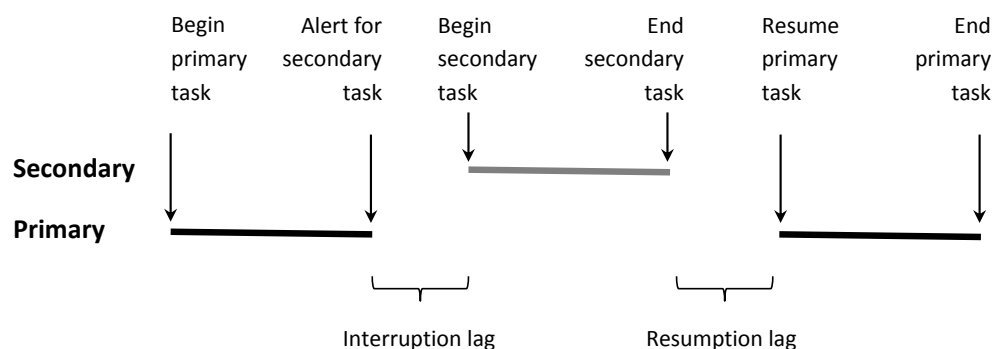 Begin
primary
task
Alert for
secondary
task
Begin
secondary
task
End
secondary
task
Resume
primary
task
End
primary
task
Secondary
Primary
Interruption lag
Resumption lag